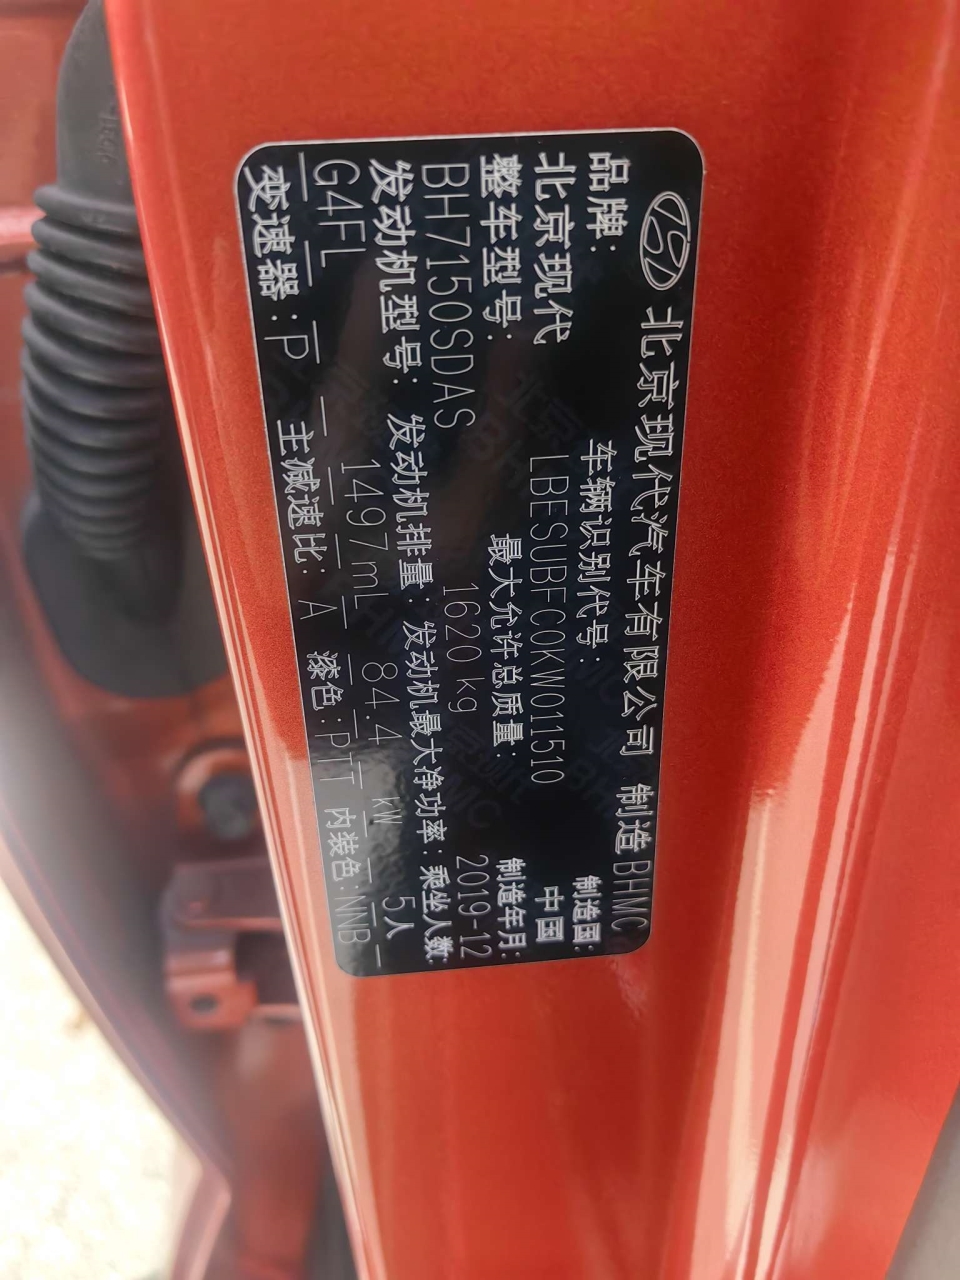 北京现代汽车有限公司 制造 BHMC
品牌: 车辆识别代号: 制造国:
北京现代 LBESUBFC0KW011510 中国
整车型号: 最大允许总质量: 制造年月:
BH7150SDAS 1620 kg 2019-12
发动机型号: 发动机排量: 发动机最大净功率: 乘坐人数:
G4FL 1497mL 84.4 kW 5人
变速器: P 主减速比: A 漆色: PTT 内装色: NNB